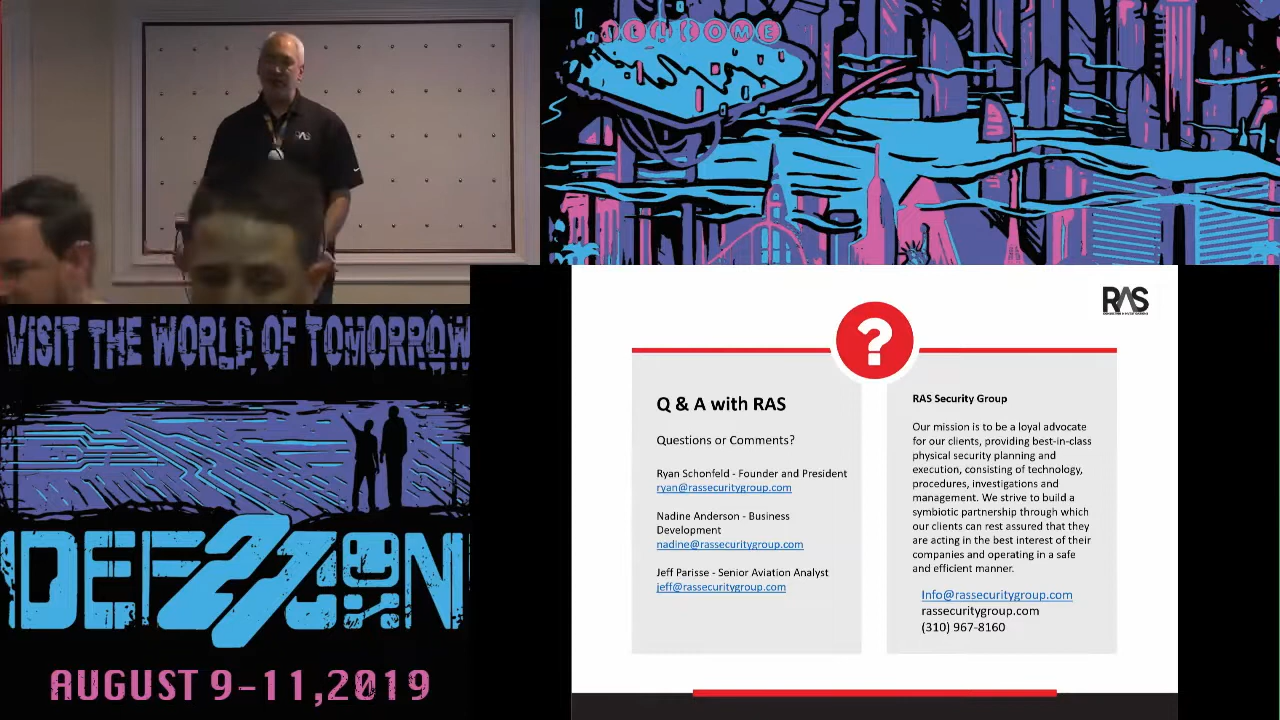 WELCOME
RAS
VISIT THE WORLD OF TOMORROW
DEF 27 CON
AUGUST 9-11,2019
RAS
?
Q & A with RAS
Questions or Comments?
Ryan Schonfeld - Founder and President
ryan@rassecuritygroup.com
Nadine Anderson - Business
Development
nadine@rassecuritygroup.com
Jeff Parisse - Senior Aviation Analyst
jeff@rassecuritygroup.com
RAS Security Group
Our mission is to be a loyal advocate
for our clients, providing best-in-class
physical security planning and
execution, consisting of technology,
procedures, investigations and
management. We strive to build a
symbiotic partnership through which
our clients can rest assured that they
are acting in the best interest of their
companies and operating in a safe
and efficient manner.
Info@rassecuritygroup.com
rassecuritygroup.com
(310) 967-8160